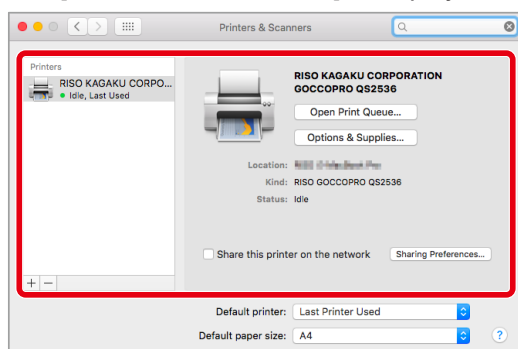 Printers & Scanners
Printers
RISO KAGAKU CORPO...
Idle, Last Used
RISO KAGAKU CORPORATION
GOCCOPRO QS2536
Open Print Queue...
Options & Supplies...
Location:
Kind: RISO GOCCOPRO QS2536
Status: Idle
Share this printer on the network
Sharing Preferences...
+ −
Default printer: Last Printer Used
Default paper size: A4
?